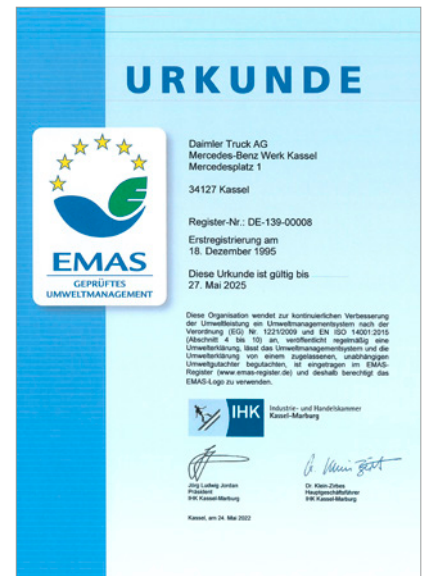 URKUNDE
Daimler Truck AG
Mercedes-Benz Werk Kassel
Mercedesplatz 1
34127 Kassel
Register-Nr.: DE-139-00008
Erstregistrierung am
18. Dezember 1995
Diese Urkunde ist gültig bis
27. Mai 2025
EMAS
GEPRÜFTES
UMWELTMANAGEMENT
Diese Organisation wendet zur kontinuierlichen Verbesserung
der Umweltleistung ein Umweltmanagementsystem nach der
Verordnung (EG) Nr. 1221/2009 und EN ISO 14001:2015
(Abschnitt 4 bis 10) an, veröffentlicht regelmäßig eine
Umwelterklärung, lässt das Umweltmanagementsystem und die
Umwelterklärung von einem zugelassenen, unabhängigen
Umweltgutachter begutachten, ist eingetragen im EMAS-
Register (www.emas-register.de) und deshalb berechtigt das
EMAS-Logo zu verwenden.
IHK Industrie- und Handelskammer
Kassel-Marburg
Jörg Ludwig Jordan
Präsident
IHK Kassel-Marburg
Dr. Klein-Zirbes
Hauptgeschäftsführer
IHK Kassel-Marburg
Kassel, am 24. Mai 2022